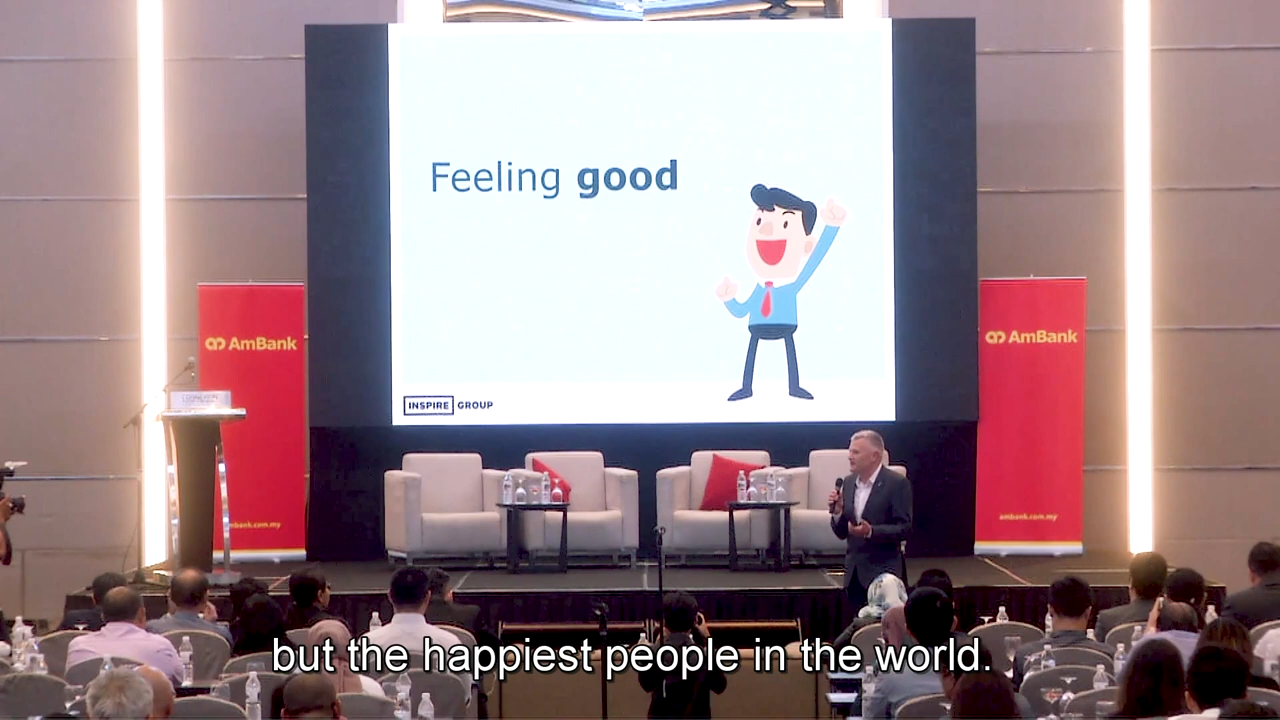 Feeling good
INSPIRE GROUP
AmBank
AmBank
ambank.com.my
ambank.com.my
but the happiest people in the world.